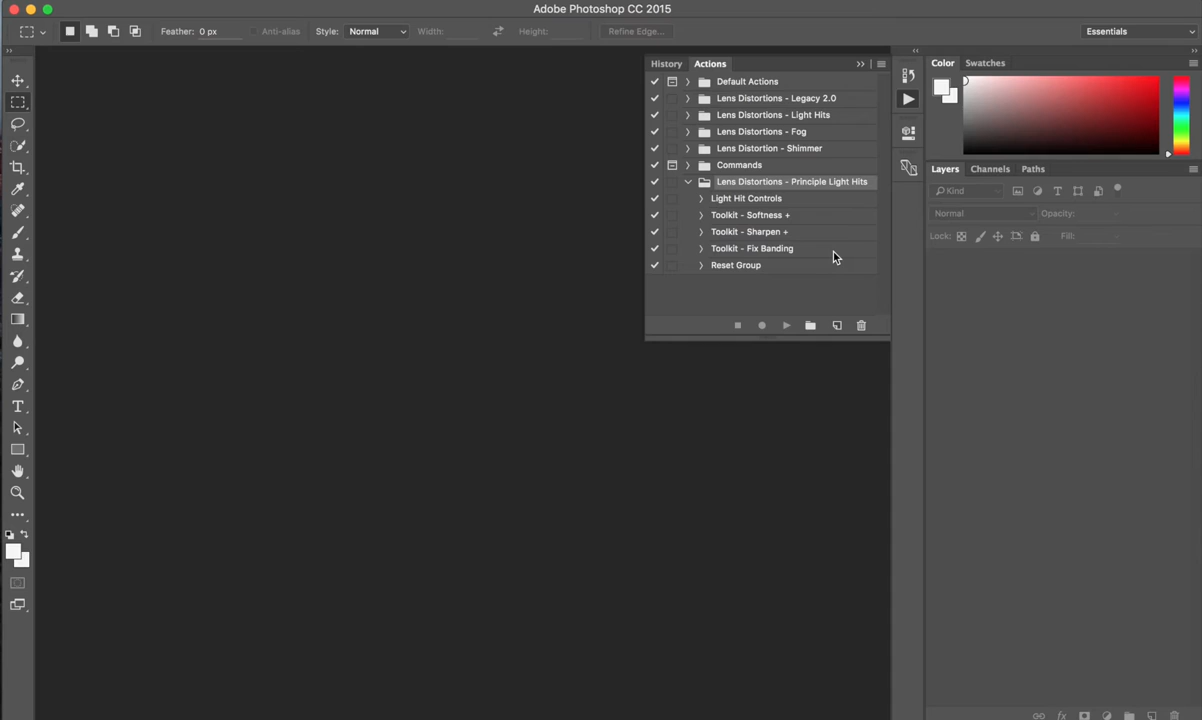 Adobe Photoshop CC 2015
Feather: 0 px Anti-alias Style: Normal Width: Height: Refine Edge... Essentials
History Actions
Default Actions
Lens Distortions - Legacy 2.0
Lens Distortions - Light Hits
Lens Distortions - Fog
Lens Distortion - Shimmer
Commands
Lens Distortions - Principle Light Hits
Light Hit Controls
Toolkit - Softness +
Toolkit - Sharpen +
Toolkit - Fix Banding
Reset Group
Color Swatches
Layers Channels Paths
Kind
Normal Opacity:
Lock: Fill:
fx